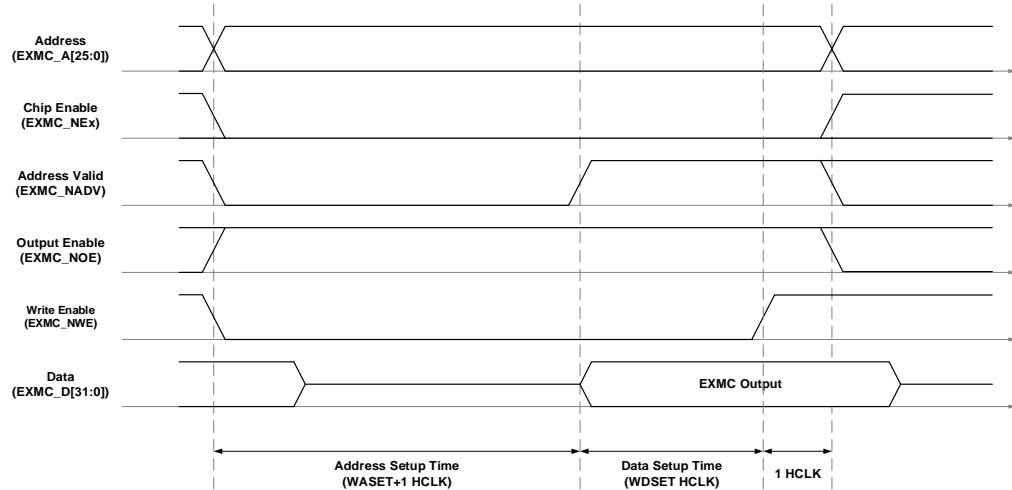 Address
(EXMC_A[25:0])
Chip Enable
(EXMC_NEx)
Address Valid
(EXMC_NADV)
Output Enable
(EXMC_NOE)
Write Enable
(EXMC_NWE)
Data
(EXMC_D[31:0])
EXMC Output
Address Setup Time
(WASET+1 HCLK)
Data Setup Time
(WDSET HCLK)
1 HCLK